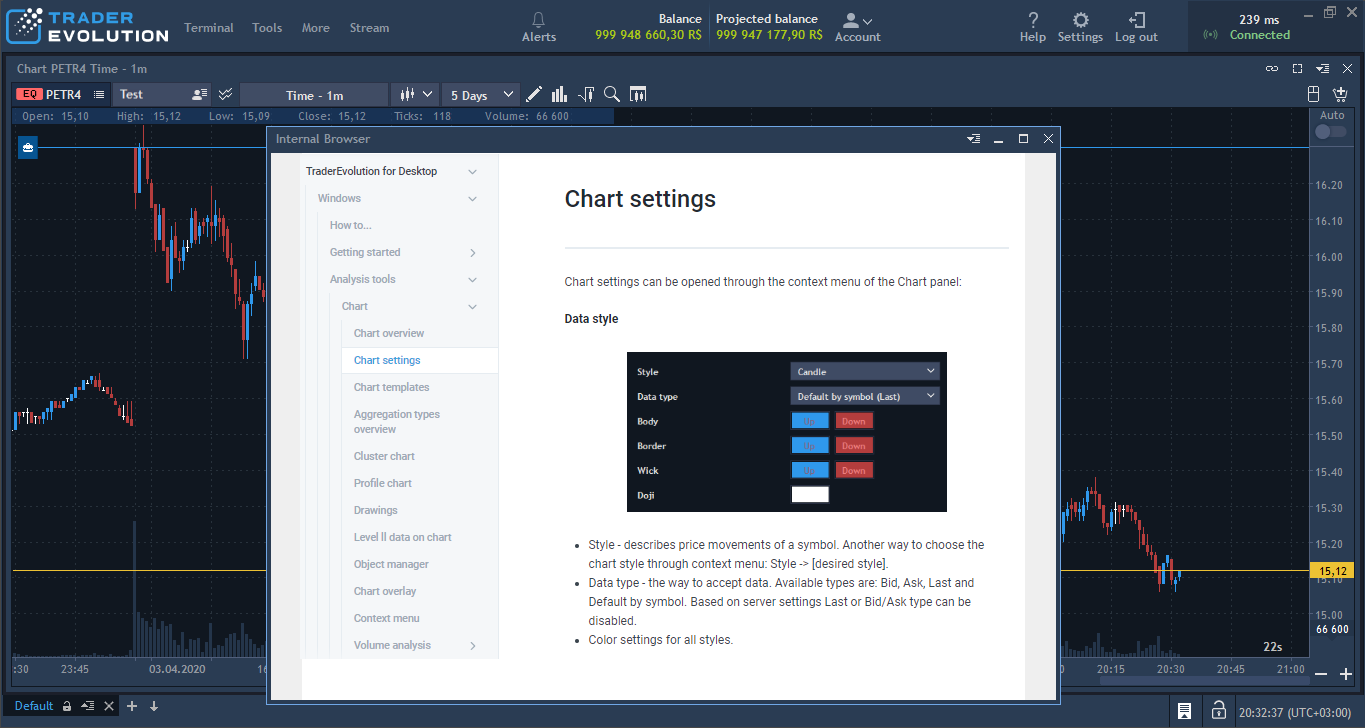 TRADER
EVOLUTION
Terminal
Tools
More
Stream
Alerts
Balance
999 948 660,30 R$
Projected balance
999 947 177,90 R$
Account
Help
Settings
Log out
239 ms
Connected
Chart PETR4 Time - 1m
EQ PETR4
Test
Time - 1m
5 Days
Open: 15,10 High: 15,12 Low: 15,09 Close: 15,12 Ticks: 118 Volume: 66 600
Auto
Internal Browser
TraderEvolution for Desktop
Windows
How to...
Getting started
Analysis tools
Chart
Chart overview
Chart settings
Chart templates
Aggregation types
overview
Cluster chart
Profile chart
Drawings
Level II data on chart
Object manager
Chart overlay
Context menu
Volume analysis
Chart settings
Chart settings can be opened through the context menu of the Chart panel:
Data style
Style Candle
Data type Default by symbol (Last)
Body Up Down
Border Up Down
Wick Up Down
Doji
Style - describes price movements of a symbol. Another way to choose the
chart style through context menu: Style -> [desired style].
Data type - the way to accept data. Available types are: Bid, Ask, Last and
Default by symbol. Based on server settings Last or Bid/Ask type can be
disabled.
Color settings for all styles.
16.20
16.10
16.00
15.90
15.80
15.70
15.60
15.50
15.40
15.30
15.20
15,12
15.10
15.00
66 600
22s
:30
23:45
03.04.2020
20:15
20:30
20:45
21:00
Default
20:32:37 (UTC+03:00)